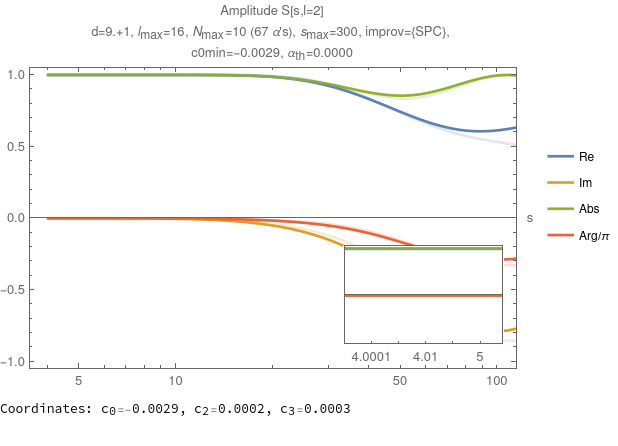 Amplitude S[s,l=2]
d=9.+1, lmax=16, Nmax=10 (67 α's), smax=300, improv={SPC},
c0min=-0.0029, αth=0.0000
1.0
0.5
0.0
-0.5
-1.0
s
Re
Im
Abs
Arg/π
4.0001 4.01 5
5 10 50 100
Coordinates: c0=-0.0029, c2=0.0002, c3=0.0003